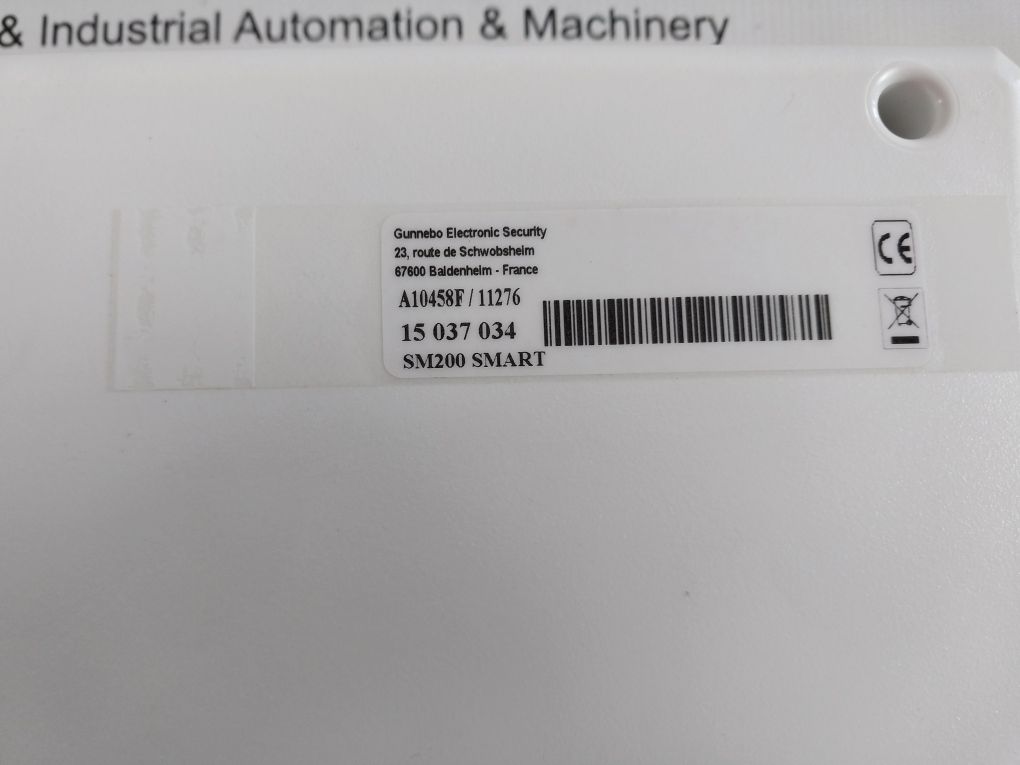 & Industrial Automation & Machinery
Gunnebo Electronic Security
23, route de Schwobsheim
67600 Baldenheim - France
A10458F / 11276
15 037 034
SM200 SMART
CE